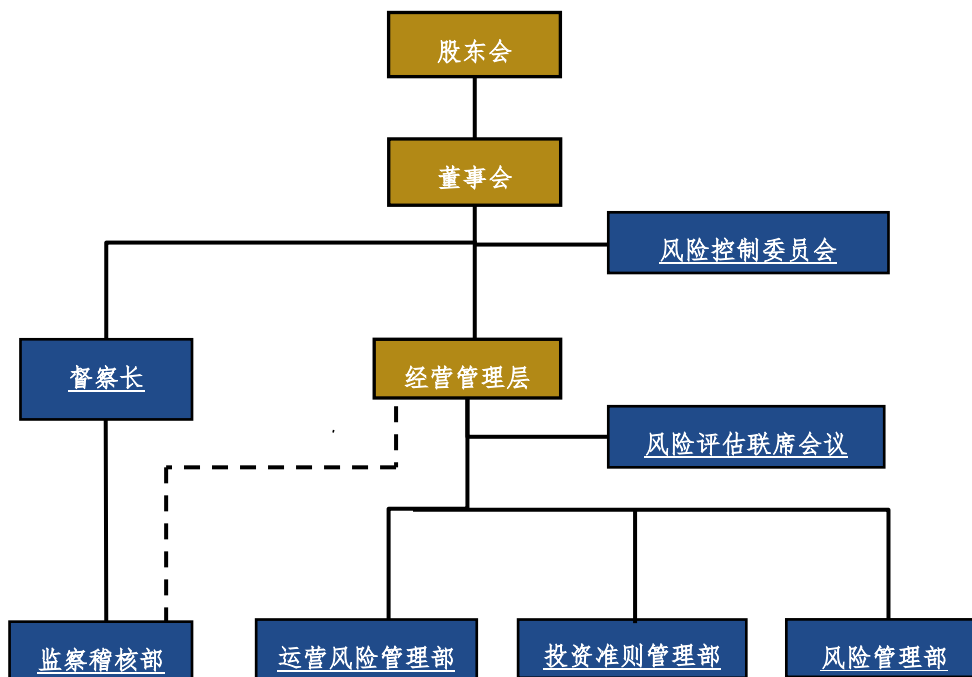 股东会
董事会
风险控制委员会
督察长
经营管理层
风险评估联席会议
监察稽核部
运营风险管理部
投资准则管理部
风险管理部